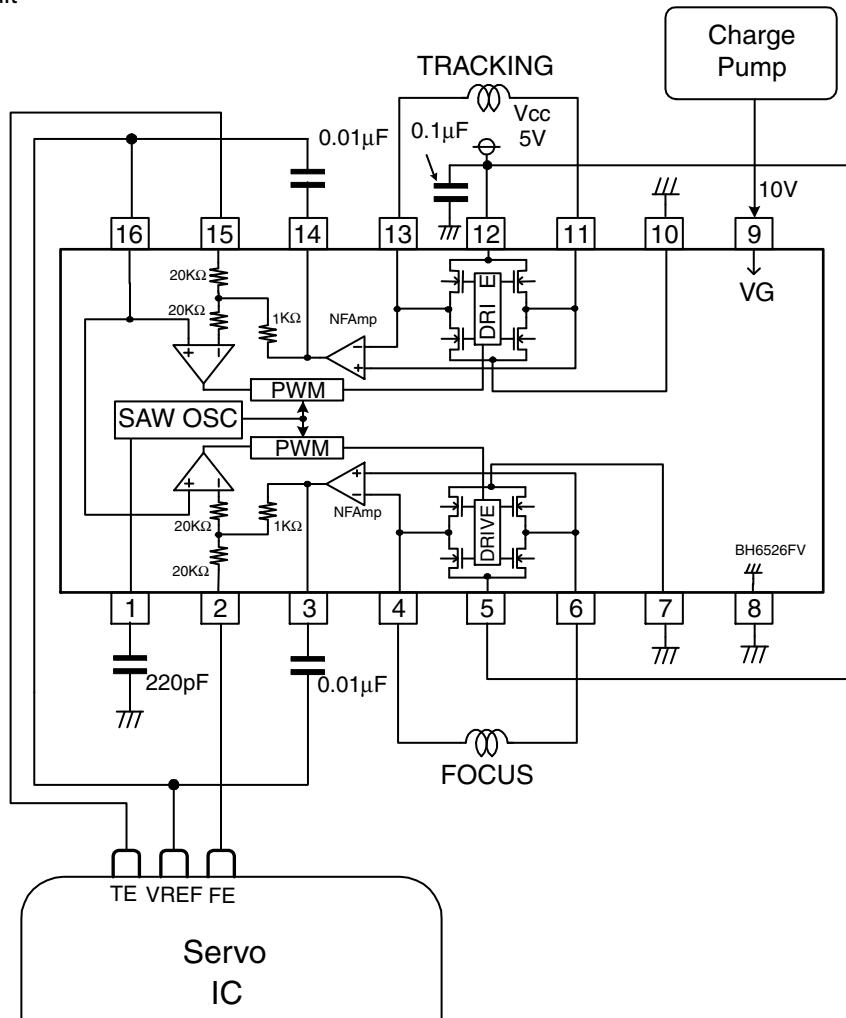 Charge
Pump
TRACKING
Vcc
5V
0.1μF
0.01μF
10V
16
15
14
13
12
11
10
9
VG
20KΩ
20KΩ
1KΩ
NFAmp
DRI E
+
−
−
+
PWM
SAW OSC
PWM
+
−
+
−
NFAmp
20KΩ
1KΩ
20KΩ
DRIVE
BH6526FV
1
2
3
4
5
6
7
8
220pF
0.01μF
FOCUS
TE VREF FE
Servo
IC